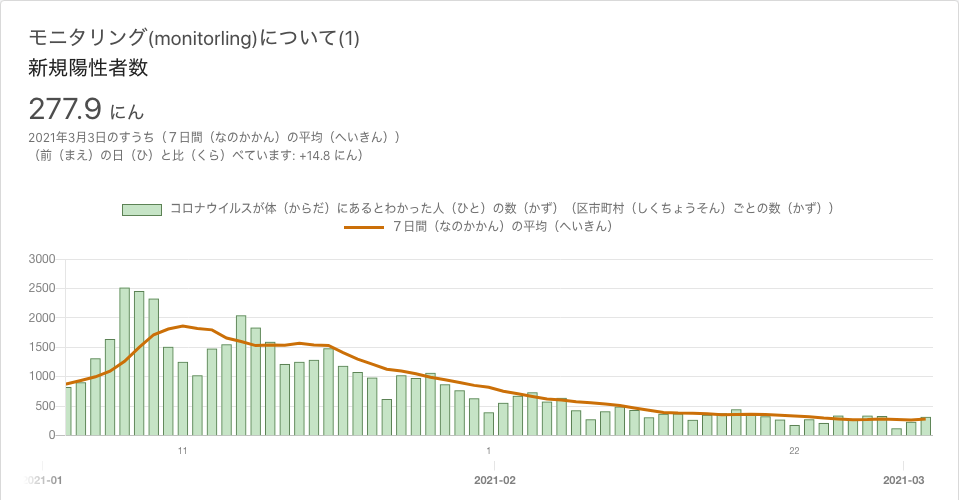 モニタリング(monitorling)について(1)
新規陽性者数
277.9 にん
2021年3月3日のすうち（７日間（なのかかん）の平均（へいきん））
（前（まえ）の日（ひ）と比（くら）べています: +14.8 にん）
コロナウイルスが体（からだ）にあるとわかった人（ひと）の数（かず）（区市町村（しくちょうそん）ごとの数（かず））
７日間（なのかかん）の平均（へいきん）
3000
2500
2000
1500
1000
500
0
11 1 22
2021-01 2021-02 2021-03